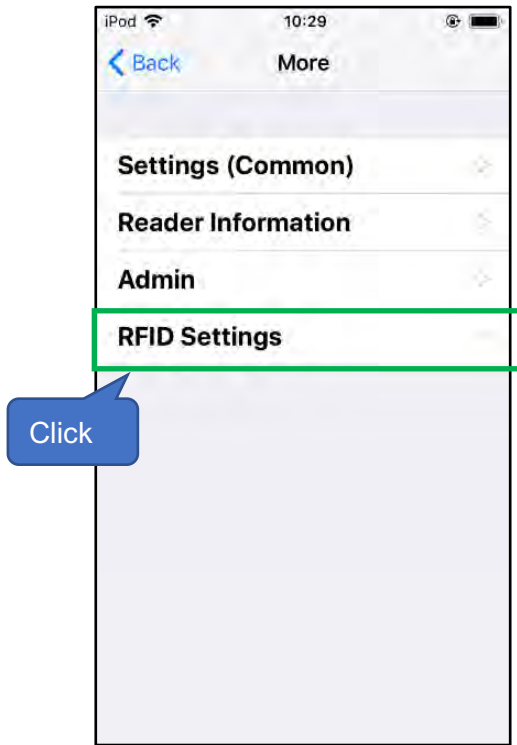 iPod 10:29
Back More
Settings (Common)
Reader Information
Admin
RFID Settings
Click